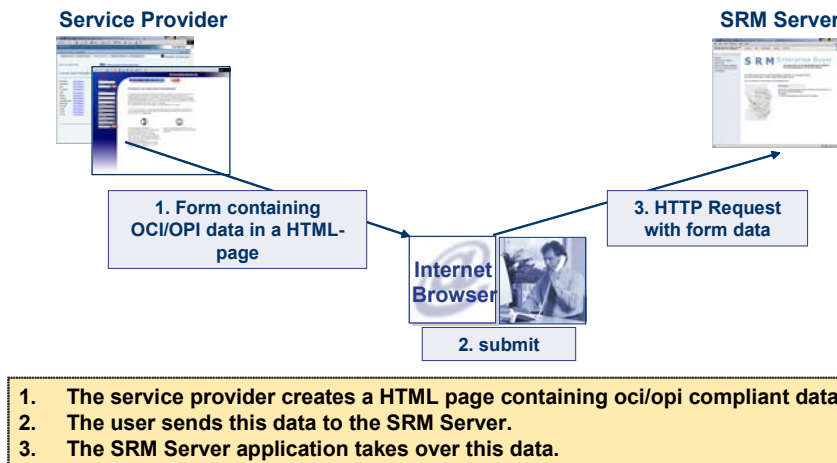 Service Provider
SRM Server
SRM Enterprise Buyer
1. Form containing
OCI/OPI data in a HTML-
page
3. HTTP Request
with form data
Internet
Browser
2. submit
1. The service provider creates a HTML page containing oci/opi compliant data
2. The user sends this data to the SRM Server.
3. The SRM Server application takes over this data.